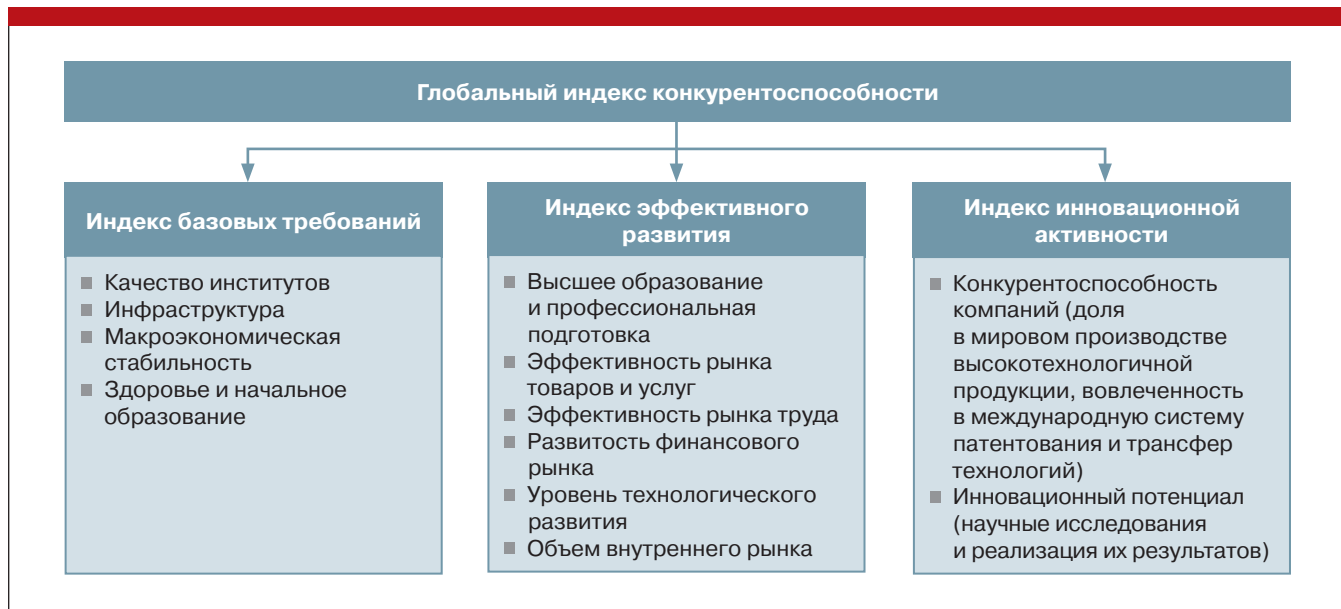 Глобальный индекс конкурентоспособности
Индекс базовых требований
■ Качество институтов
■ Инфраструктура
■ Макроэкономическая
стабильность
■ Здоровье и начальное
образование
Индекс эффективного
развития
■ Высшее образование
и профессиональная
подготовка
■ Эффективность рынка
товаров и услуг
■ Эффективность рынка труда
■ Развитость финансового
рынка
■ Уровень технологического
развития
■ Объем внутреннего рынка
Индекс инновационной
активности
■ Конкурентоспособность
компаний (доля
в мировом производстве
высокотехнологичной
продукции, вовлеченность
в международную систему
патентования и трансфер
технологий)
■ Инновационный потенциал
(научные исследования
и реализация их результатов)